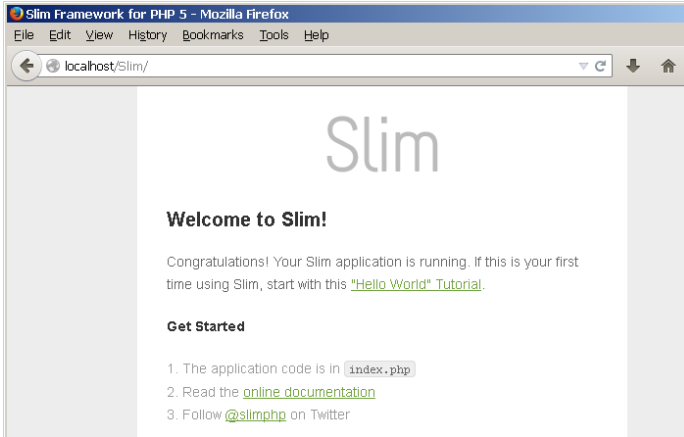 Slim Framework for PHP 5 - Mozilla Firefox
File Edit View History Bookmarks Tools Help
localhost/Slim/
Slim
Welcome to Slim!
Congratulations! Your Slim application is running. If this is your first
time using Slim, start with this "Hello World" Tutorial.
Get Started
1. The application code is in index.php
2. Read the online documentation
3. Follow @slimphp on Twitter